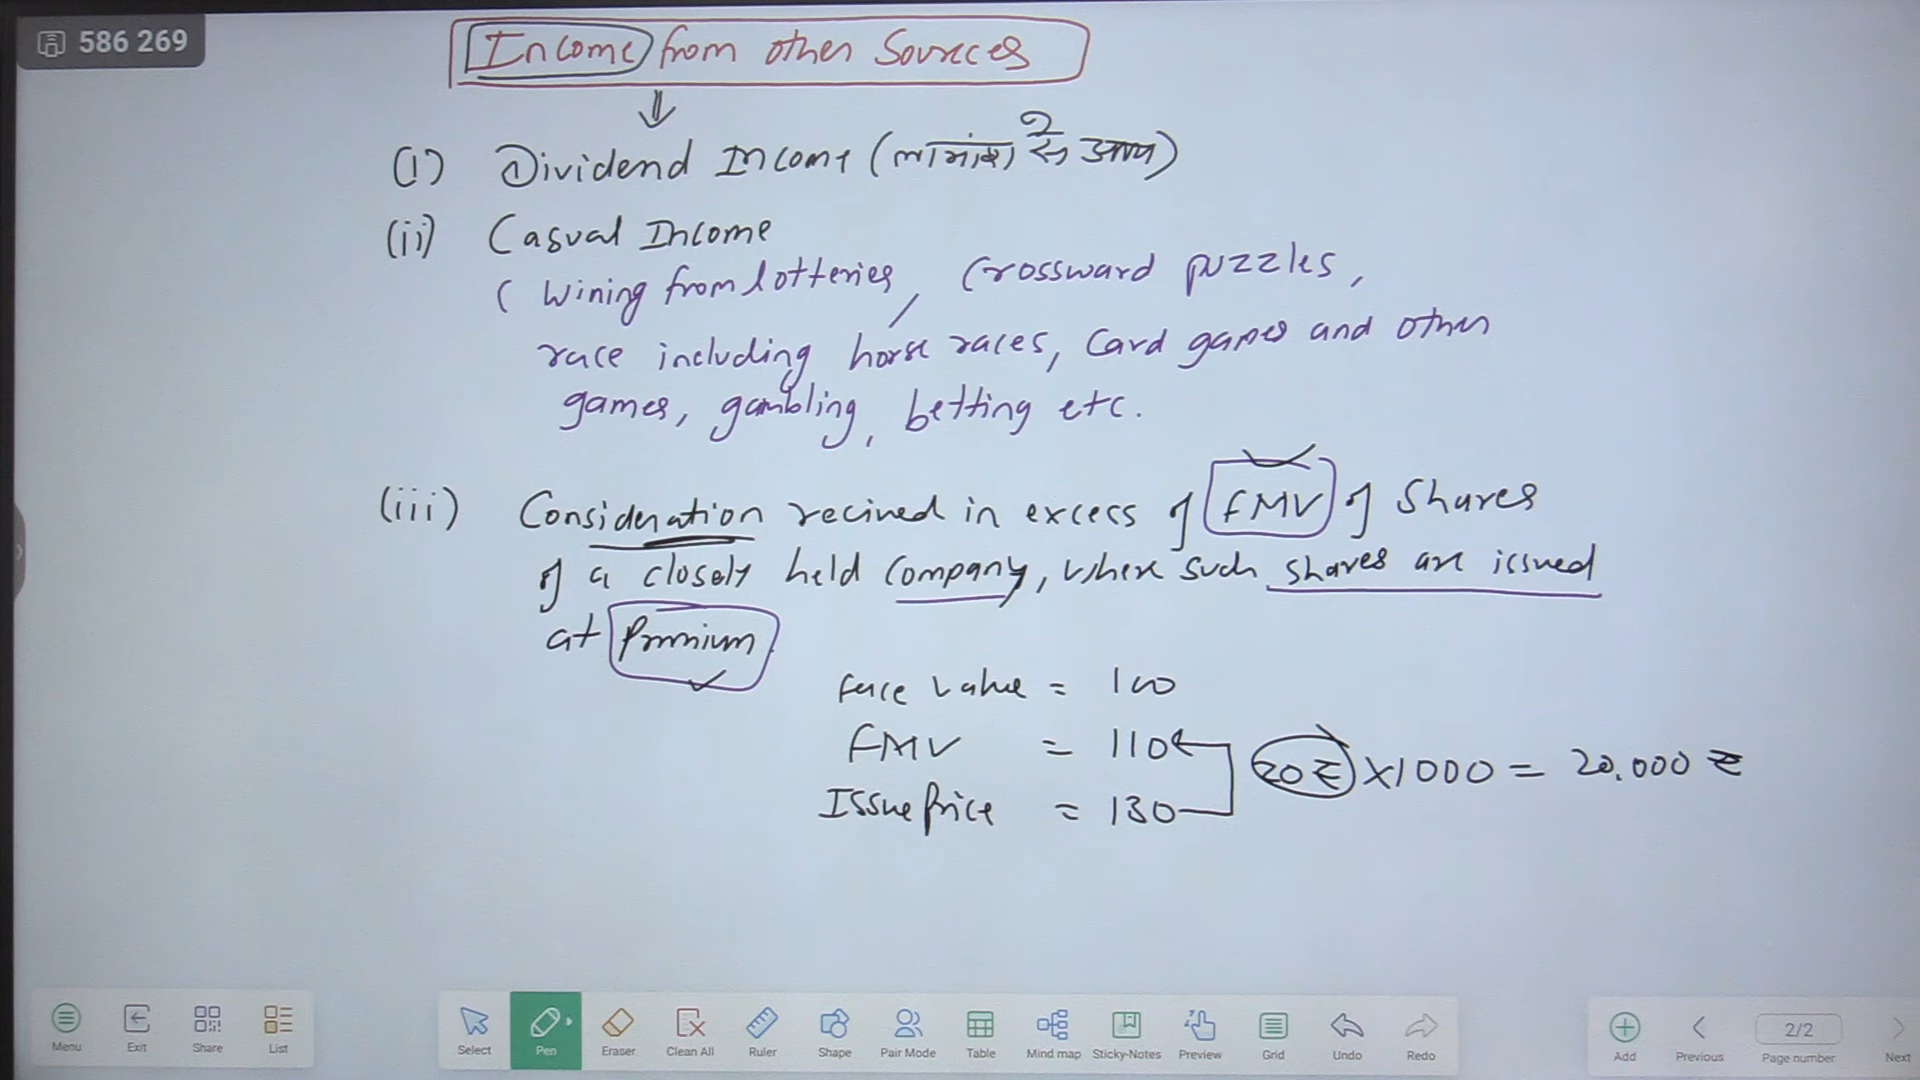 586 269
Income from other Sources
(i) Dividend Income (लाभांश से आय)
(ii) Casual Income
( Wining from lotteries, Crossward puzzles,
race including horse races, Card games and other
games, gambling, betting etc.
(iii) Consideration recived in excess of FMV of Shares
of a closely held Company, where such shares are issued
at Premium
Face Value = 100
FMV = 110
20₹ X1000 = 20,000 ₹
Issue Price = 130
Menu Exit Share List Select Pen Eraser Clean All Ruler Shape Pair Mode Table Mind map Sticky-Notes Preview Grid Undo Redo Add Previous 2/2 Page number Next